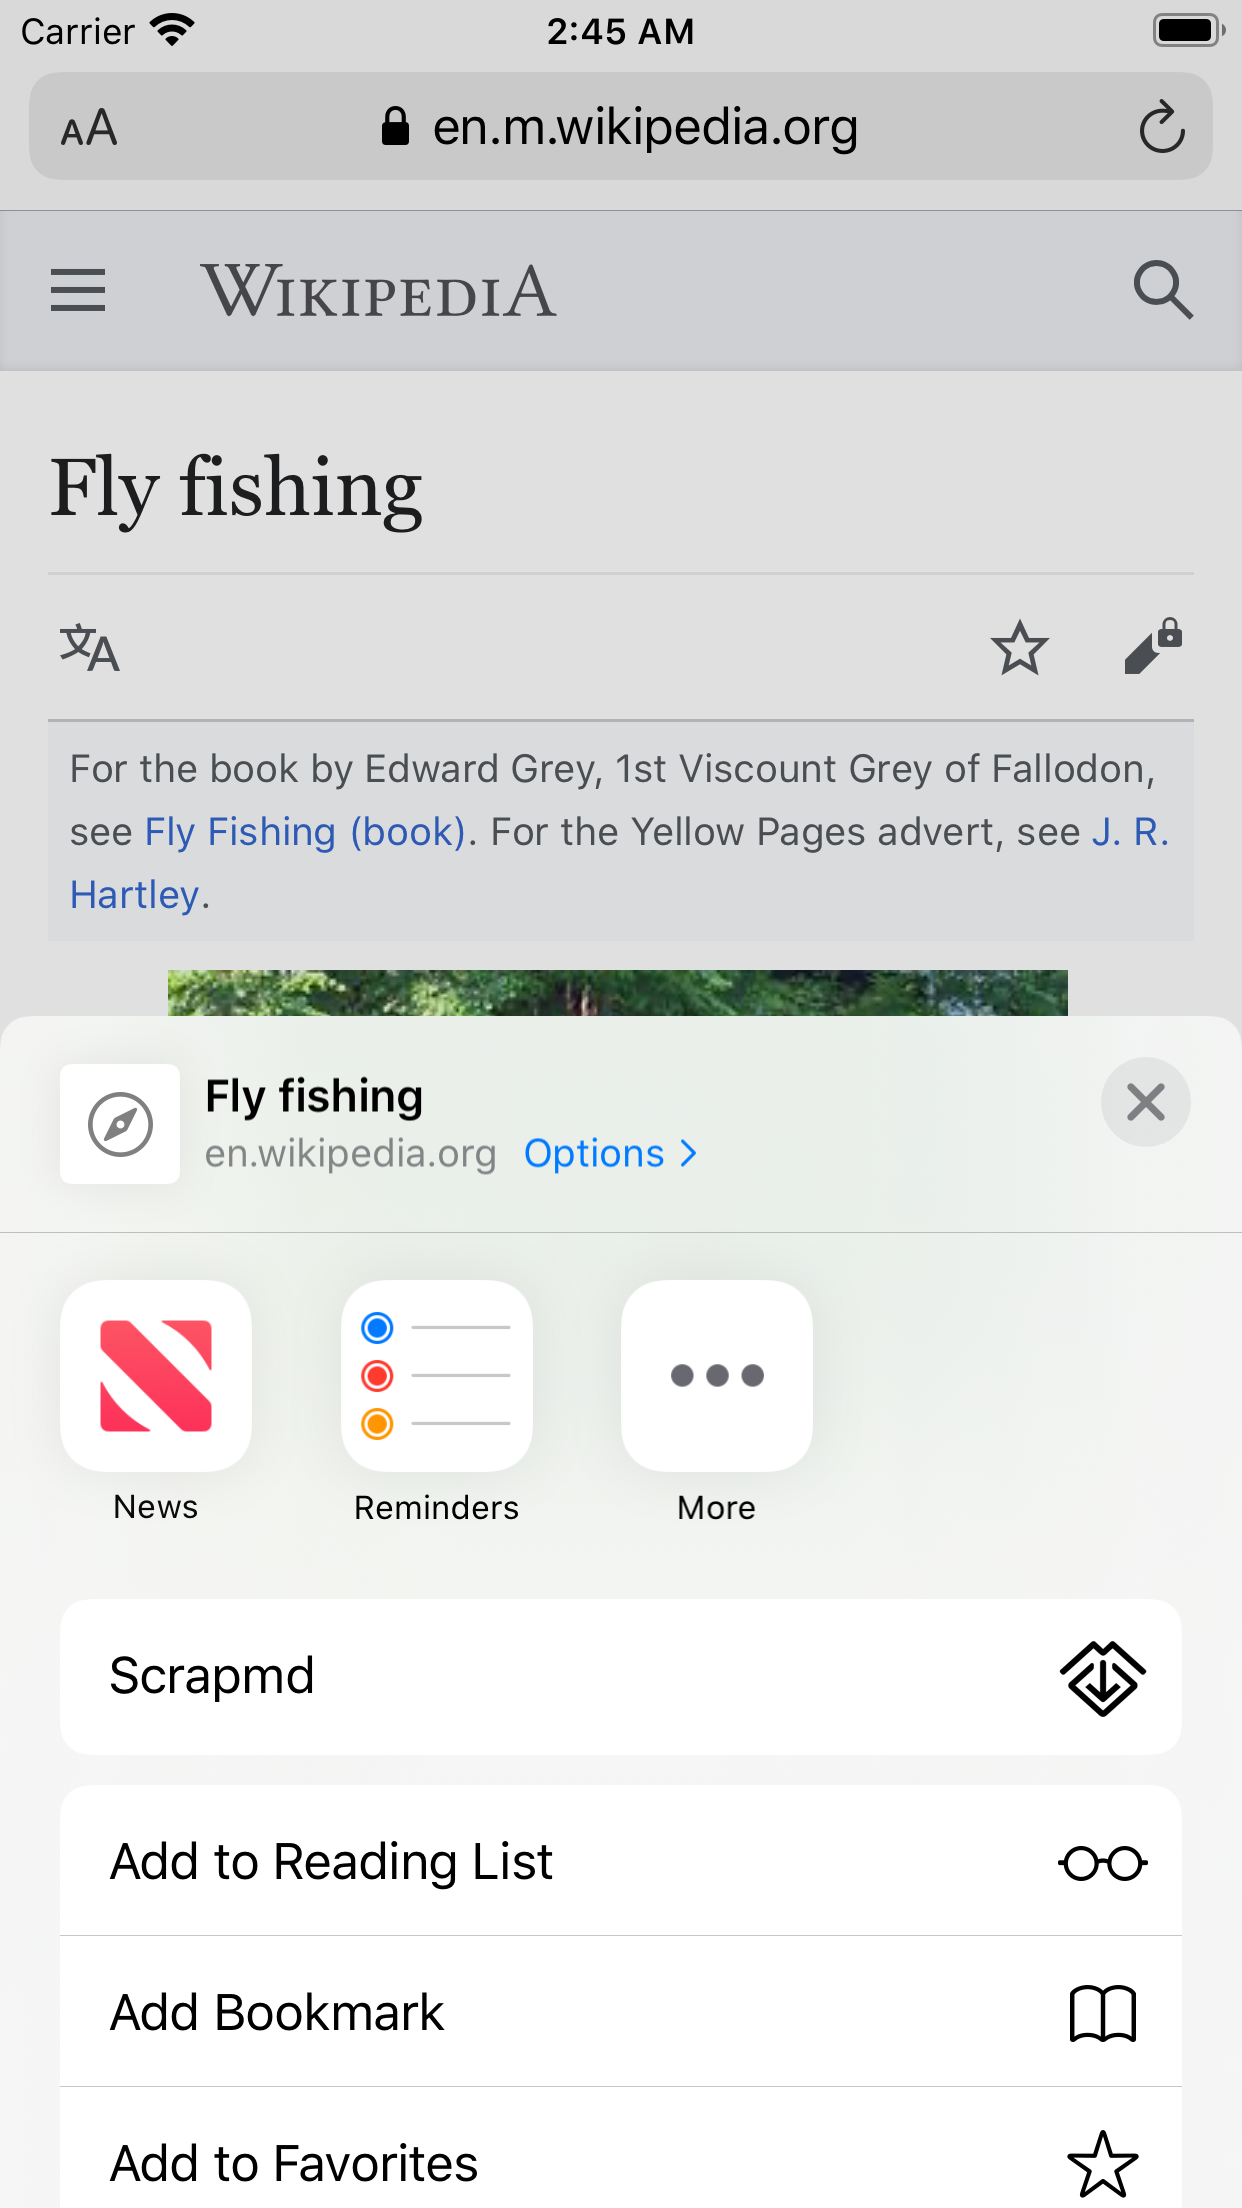 Carrier
2:45 AM
AA
en.m.wikipedia.org
WIKIPEDIA
Fly fishing
文A
For the book by Edward Grey, 1st Viscount Grey of Fallodon,
see Fly Fishing (book). For the Yellow Pages advert, see J. R.
Hartley.
Fly fishing
en.wikipedia.org Options
News
Reminders
More
Scrapmd
Add to Reading List
Add Bookmark
Add to Favorites